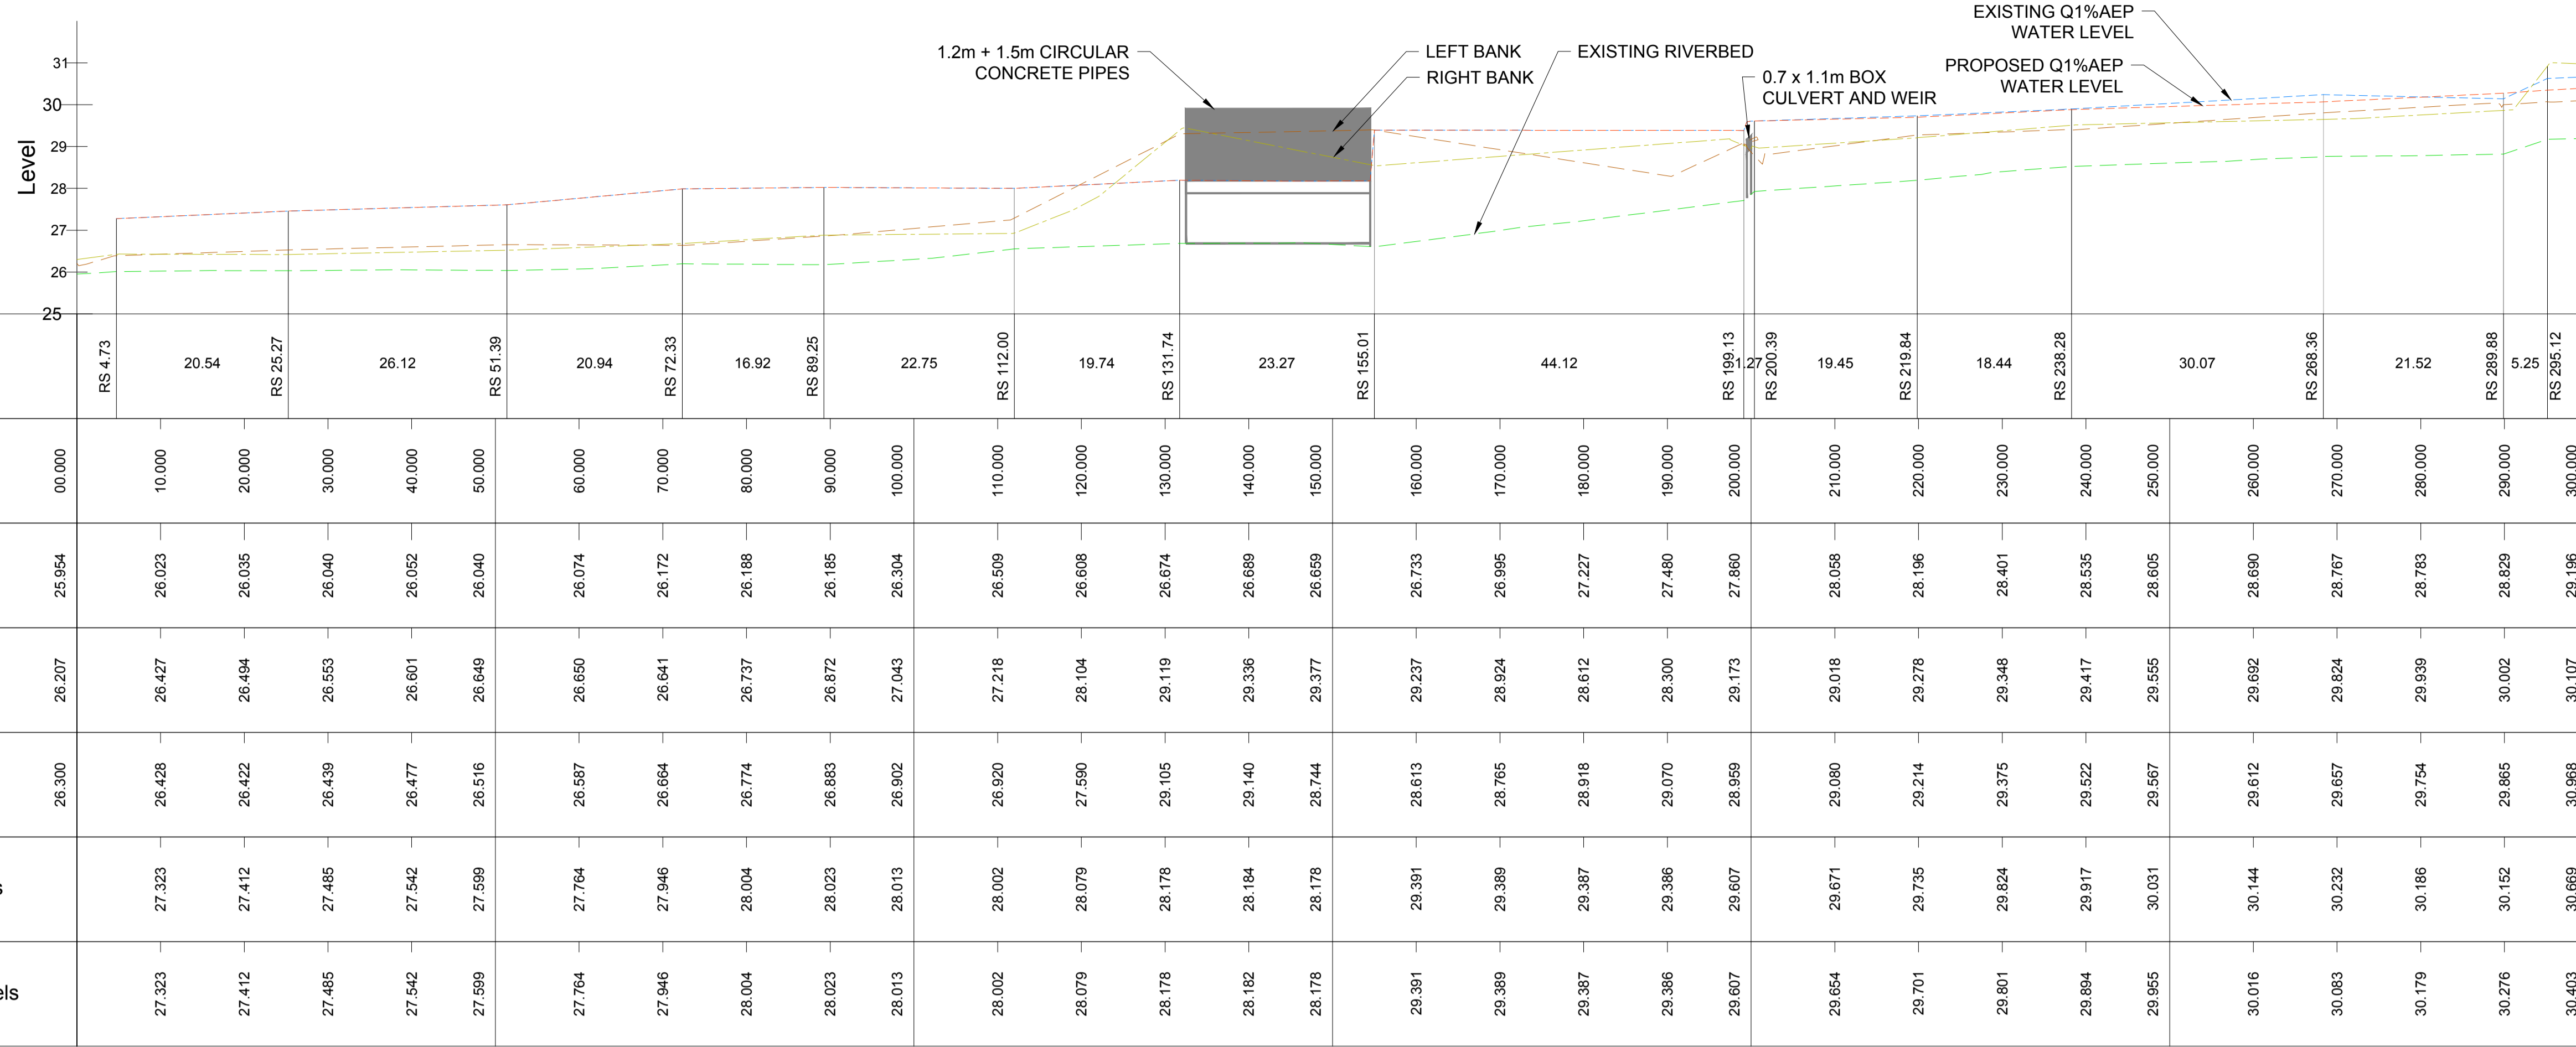 EXISTING Q1%AEP
WATER LEVEL
1.2m + 1.5m CIRCULAR
CONCRETE PIPES
LEFT BANK
RIGHT BANK
EXISTING RIVERBED
0.7 x 1.1m BOX
CULVERT AND WEIR
PROPOSED Q1%AEP
WATER LEVEL
Level
31
30
29
28
27
26
25
RS 4.73 20.54 RS 225.27 26.12 RS 51.39 20.94 RS 72.33 16.92 RS 889.25 22.75 RS 1112.00 19.74 RS 1131.74 23.27 RS 1555.01 44.12 RS 1999.13 1.27 RS 2000.39 19.45 RS 2119.84 18.44 RS 2238.28 30.07 RS 2688.36 21.52 RS 2889.88 5.25 RS 295.12
00.000 10.000 20.000 30.000 40.000 50.000 60.000 70.000 80.000 90.000 100.000 110.000 120.000 130.000 140.000 150.000 160.000 170.000 180.000 190.000 200.000 210.000 220.000 230.000 240.000 250.000 260.000 270.000 280.000 290.000 300.000
25.954 26.023 26.035 26.040 26.052 26.040 26.074 26.172 26.188 26.185 26.304 26.509 26.608 26.674 26.689 26.659 26.733 26.995 27.227 27.480 27.860 28.058 28.196 28.401 28.535 28.605 28.690 28.767 28.783 28.829 29.196
26.207 26.427 26.494 26.553 26.601 26.649 26.650 26.641 26.737 26.872 27.043 27.218 28.104 29.119 29.336 29.377 29.237 28.924 28.612 28.300 29.173 29.018 29.278 29.348 29.417 29.555 29.692 29.824 29.939 30.002 30.107
26.300 26.428 26.422 26.439 26.477 26.516 26.587 26.664 26.774 26.883 26.902 26.920 27.590 29.105 29.140 28.744 28.613 28.765 28.918 29.070 28.959 29.080 29.214 29.375 29.522 29.567 29.612 29.657 29.754 29.865 30.968
s 27.323 27.412 27.485 27.542 27.599 27.764 27.946 28.004 28.023 28.013 28.002 28.079 28.178 28.184 28.178 29.391 29.389 29.387 29.386 29.607 29.671 29.735 29.824 29.917 30.031 30.144 30.232 30.186 30.152 30.669
els 27.323 27.412 27.485 27.542 27.599 27.764 27.946 28.004 28.023 28.013 28.002 28.079 28.178 28.182 28.178 29.391 29.389 29.387 29.386 29.607 29.654 29.701 29.801 29.894 29.955 30.016 30.083 30.179 30.276 30.403